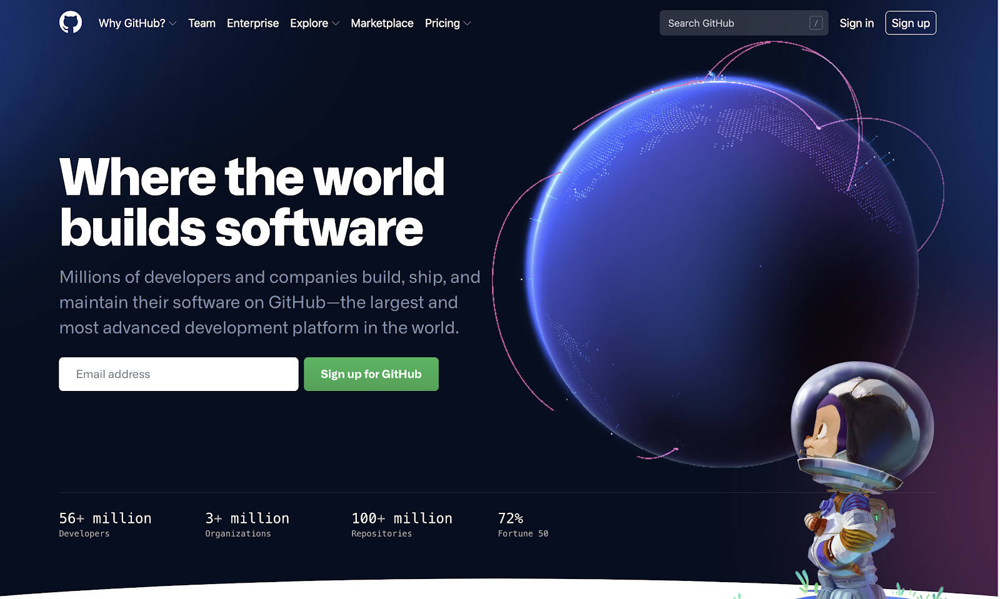 Why GitHub? Team Enterprise Explore Marketplace Pricing Search GitHub / Sign in Sign up
Where the world
builds software
Millions of developers and companies build, ship, and
maintain their software on GitHub—the largest and
most advanced development platform in the world.
Email address Sign up for GitHub
56+ million 3+ million 100+ million 72%
Developers Organizations Repositories Fortune 50